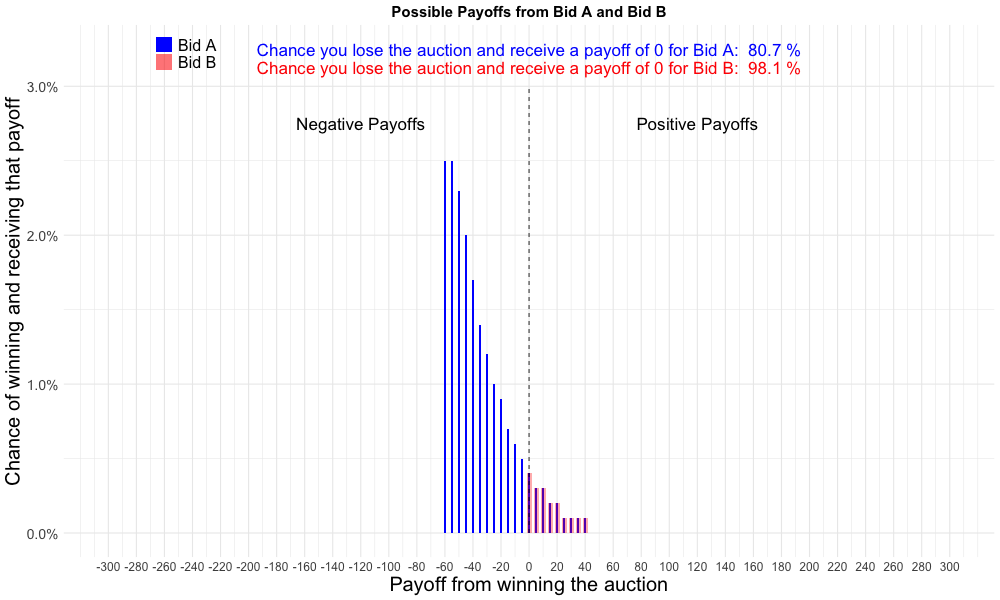 Possible Payoffs from Bid A and Bid B
Bid A
Bid B
Chance you lose the auction and receive a payoff of 0 for Bid A: 80.7 %
Chance you lose the auction and receive a payoff of 0 for Bid B: 98.1 %
Negative Payoffs
Positive Payoffs
Chance of winning and receiving that payoff
3.0%
2.0%
1.0%
0.0%
-300 -280 -260 -240 -220 -200 -180 -160 -140 -120 -100 -80 -60 -40 -20 0 20 40 60 80 100 120 140 160 180 200 220 240 260 280 300
Payoff from winning the auction